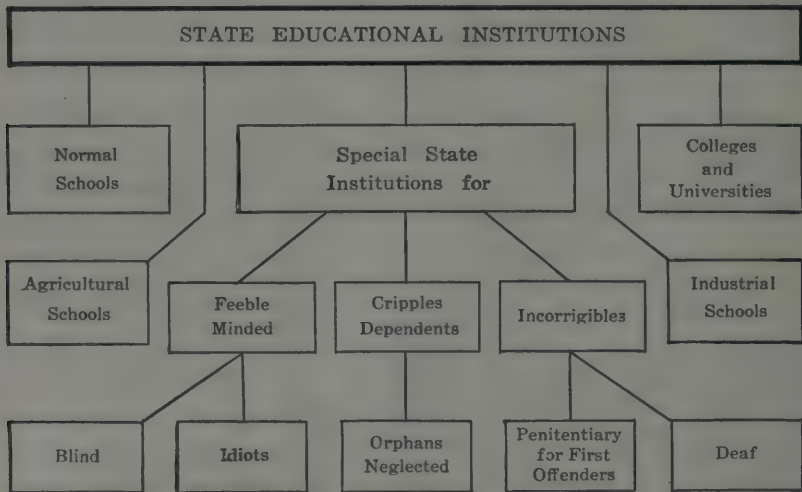 STATE EDUCATIONAL INSTITUTIONS
Normal
Schools
Special State
Institutions for
Colleges
and
Universities
Agricultural
Schools
Feeble
Minded
Cripples
Dependents
Incorrigibles
Industrial
Schools
Blind
Idiots
Orphans
Neglected
Penitentiary
for First
Offenders
Deaf